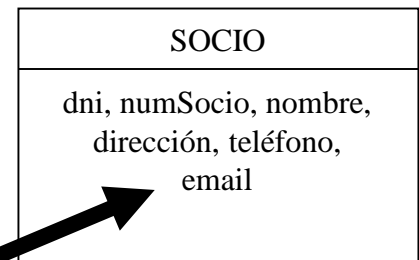 SOCIO
dni, numSocio, nombre,
dirección, teléfono,
email